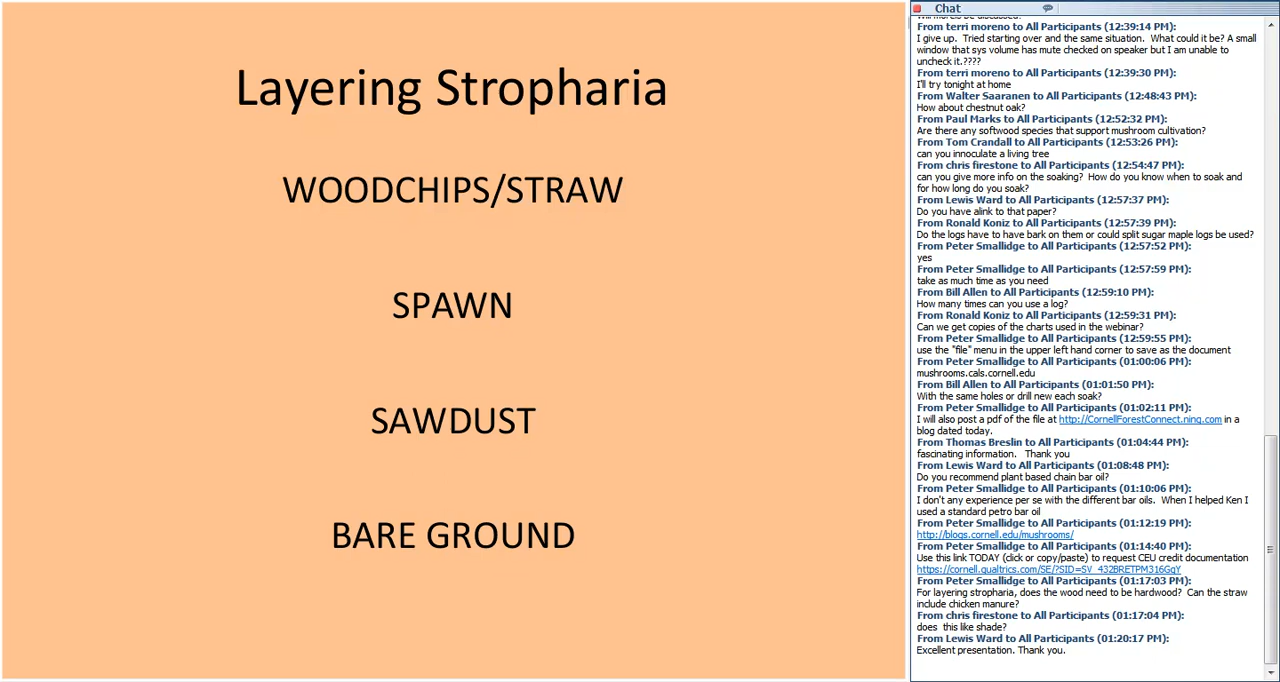 Layering Stropharia
WOODCHIPS/STRAW
SPAWN
SAWDUST
BARE GROUND
Chat
From terri moreno to All Participants (12:39:14 PM):
I give up. Tried starting over and the same situation. What could it be? A small
window that sys volume has mute checked on speaker but I am unable to
uncheck it.????
From terri moreno to All Participants (12:39:30 PM):
I'll try tonight at home
From Walter Saaranen to All Participants (12:48:43 PM):
How about chestnut oak?
From Paul Marks to All Participants (12:52:32 PM):
Are there any softwood species that support mushroom cultivation?
From Tom Crandall to All Participants (12:53:26 PM):
can you innoculate a living tree
From chris firestone to All Participants (12:54:47 PM):
can you give more info on the soaking? How do you know when to soak and
for how long do you soak?
From Lewis Ward to All Participants (12:57:37 PM):
Do you have alink to that paper?
From Ronald Koniz to All Participants (12:57:39 PM):
Do the logs have to have bark on them or could split sugar maple logs be used?
From Peter Smallidge to All Participants (12:57:52 PM):
yes
From Peter Smallidge to All Participants (12:57:59 PM):
take as much time as you need
From Bill Allen to All Participants (12:59:10 PM):
How many times can you use a log?
From Ronald Koniz to All Participants (12:59:31 PM):
Can we get copies of the charts used in the webinar?
From Peter Smallidge to All Participants (12:59:55 PM):
use the "file" menu in the upper left hand corner to save as the document
From Peter Smallidge to All Participants (01:00:06 PM):
mushrooms.cals.cornell.edu
From Bill Allen to All Participants (01:01:50 PM):
With the same holes or drill new each soak?
From Peter Smallidge to All Participants (01:02:11 PM):
I will also post a pdf of the file at http://CornellForestConnect.ning.com in a
blog dated today.
From Thomas Breslin to All Participants (01:04:44 PM):
fascinating information. Thank you
From Lewis Ward to All Participants (01:08:48 PM):
Do you recommend plant based chain bar oil?
From Peter Smallidge to All Participants (01:10:06 PM):
I don't any experience per se with the different bar oils. When I helped Ken I
used a standard petro bar oil
From Peter Smallidge to All Participants (01:12:19 PM):
http://blogs.cornell.edu/mushrooms/
From Peter Smallidge to All Participants (01:14:40 PM):
Use this link TODAY (click or copy/paste) to request CEU credit documentation
https://cornell.qualtrics.com/SE/?SID=SV_432BRETPM316GgY
From Peter Smallidge to All Participants (01:17:03 PM):
For layering stropharia, does the wood need to be hardwood? Can the straw
include chicken manure?
From chris firestone to All Participants (01:17:04 PM):
does this like shade?
From Lewis Ward to All Participants (01:20:17 PM):
Excellent presentation. Thank you.